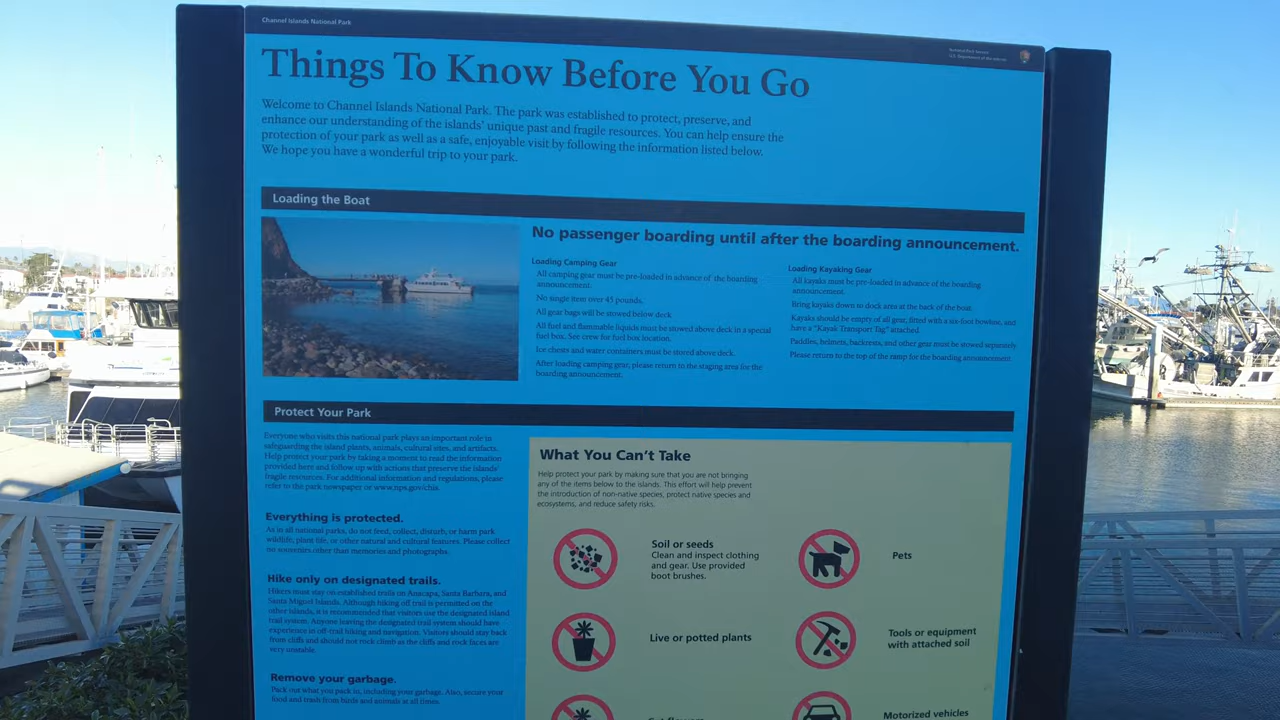 Channel Islands National Park
National Park Service
U.S. Department of the Interior
Things To Know Before You Go
Welcome to Channel Islands National Park. The park was established to protect, preserve, and
enhance our understanding of the islands' unique past and fragile resources. You can help ensure the
protection of your park as well as a safe, enjoyable visit by following the information listed below.
We hope you have a wonderful trip to your park.
Loading the Boat
No passenger boarding until after the boarding announcement.
Loading Camping Gear
All camping gear must be pre-loaded in advance of the boarding
announcement.
No single item over 45 pounds.
All gear bags will be stowed below deck
All fuel and flammable liquids must be stowed above deck in a special
fuel box. See crew for fuel box location.
Ice chests and water containers must be stored above deck.
After loading camping gear, please return to the staging area for the
boarding announcement.
Loading Kayaking Gear
All kayaks must be pre-loaded in advance of the boarding
announcement.
Bring kayaks down to dock area at the back of the boat.
Kayaks should be empty of all gear, fitted with a six-foot bowline, and
have a "Kayak Transport Tag" attached.
Paddles, helmets, backrests, and other gear must be stowed separately
Please return to the top of the ramp for the boarding announcement.
Protect Your Park
Everyone who visits this national park plays an important role in
safeguarding the island plants, animals, cultural sites, and artifacts.
Help protect your park by taking a moment to read the information
provided here and follow up with actions that preserve the islands'
fragile resources. For additional information and regulations, please
refer to the park newspaper or www.nps.gov/chis.
Everything is protected.
As in all national parks, do not feed, collect, disturb, or harm park
wildlife, plant life, or other natural and cultural features. Please collect
no souvenirs other than memories and photographs.
Hike only on designated trails.
Hikers must stay on established trails on Anacapa, Santa Barbara, and
Santa Miguel Islands. Although hiking off trail is permitted on the
other islands, it is recommended that visitors use the designated island
trail system. Anyone leaving the designated trail system should have
experience in off-trail hiking and navigation. Visitors should stay back
from cliffs and should not rock climb as the cliffs and rock faces are
very unstable.
Remove your garbage.
Pack out what you pack in, including your garbage. Also, secure your
food and trash from birds and animals at all times.
What You Can't Take
Help protect your park by making sure that you are not bringing
any of the items below to the islands. This effort will help prevent
the introduction of non-native species, protect native species and
ecosystems, and reduce safety risks.
Soil or seeds
Clean and inspect clothing
and gear. Use provided
boot brushes.
Pets
Live or potted plants
Tools or equipment
with attached soil
Cut flowers
Motorized vehicles